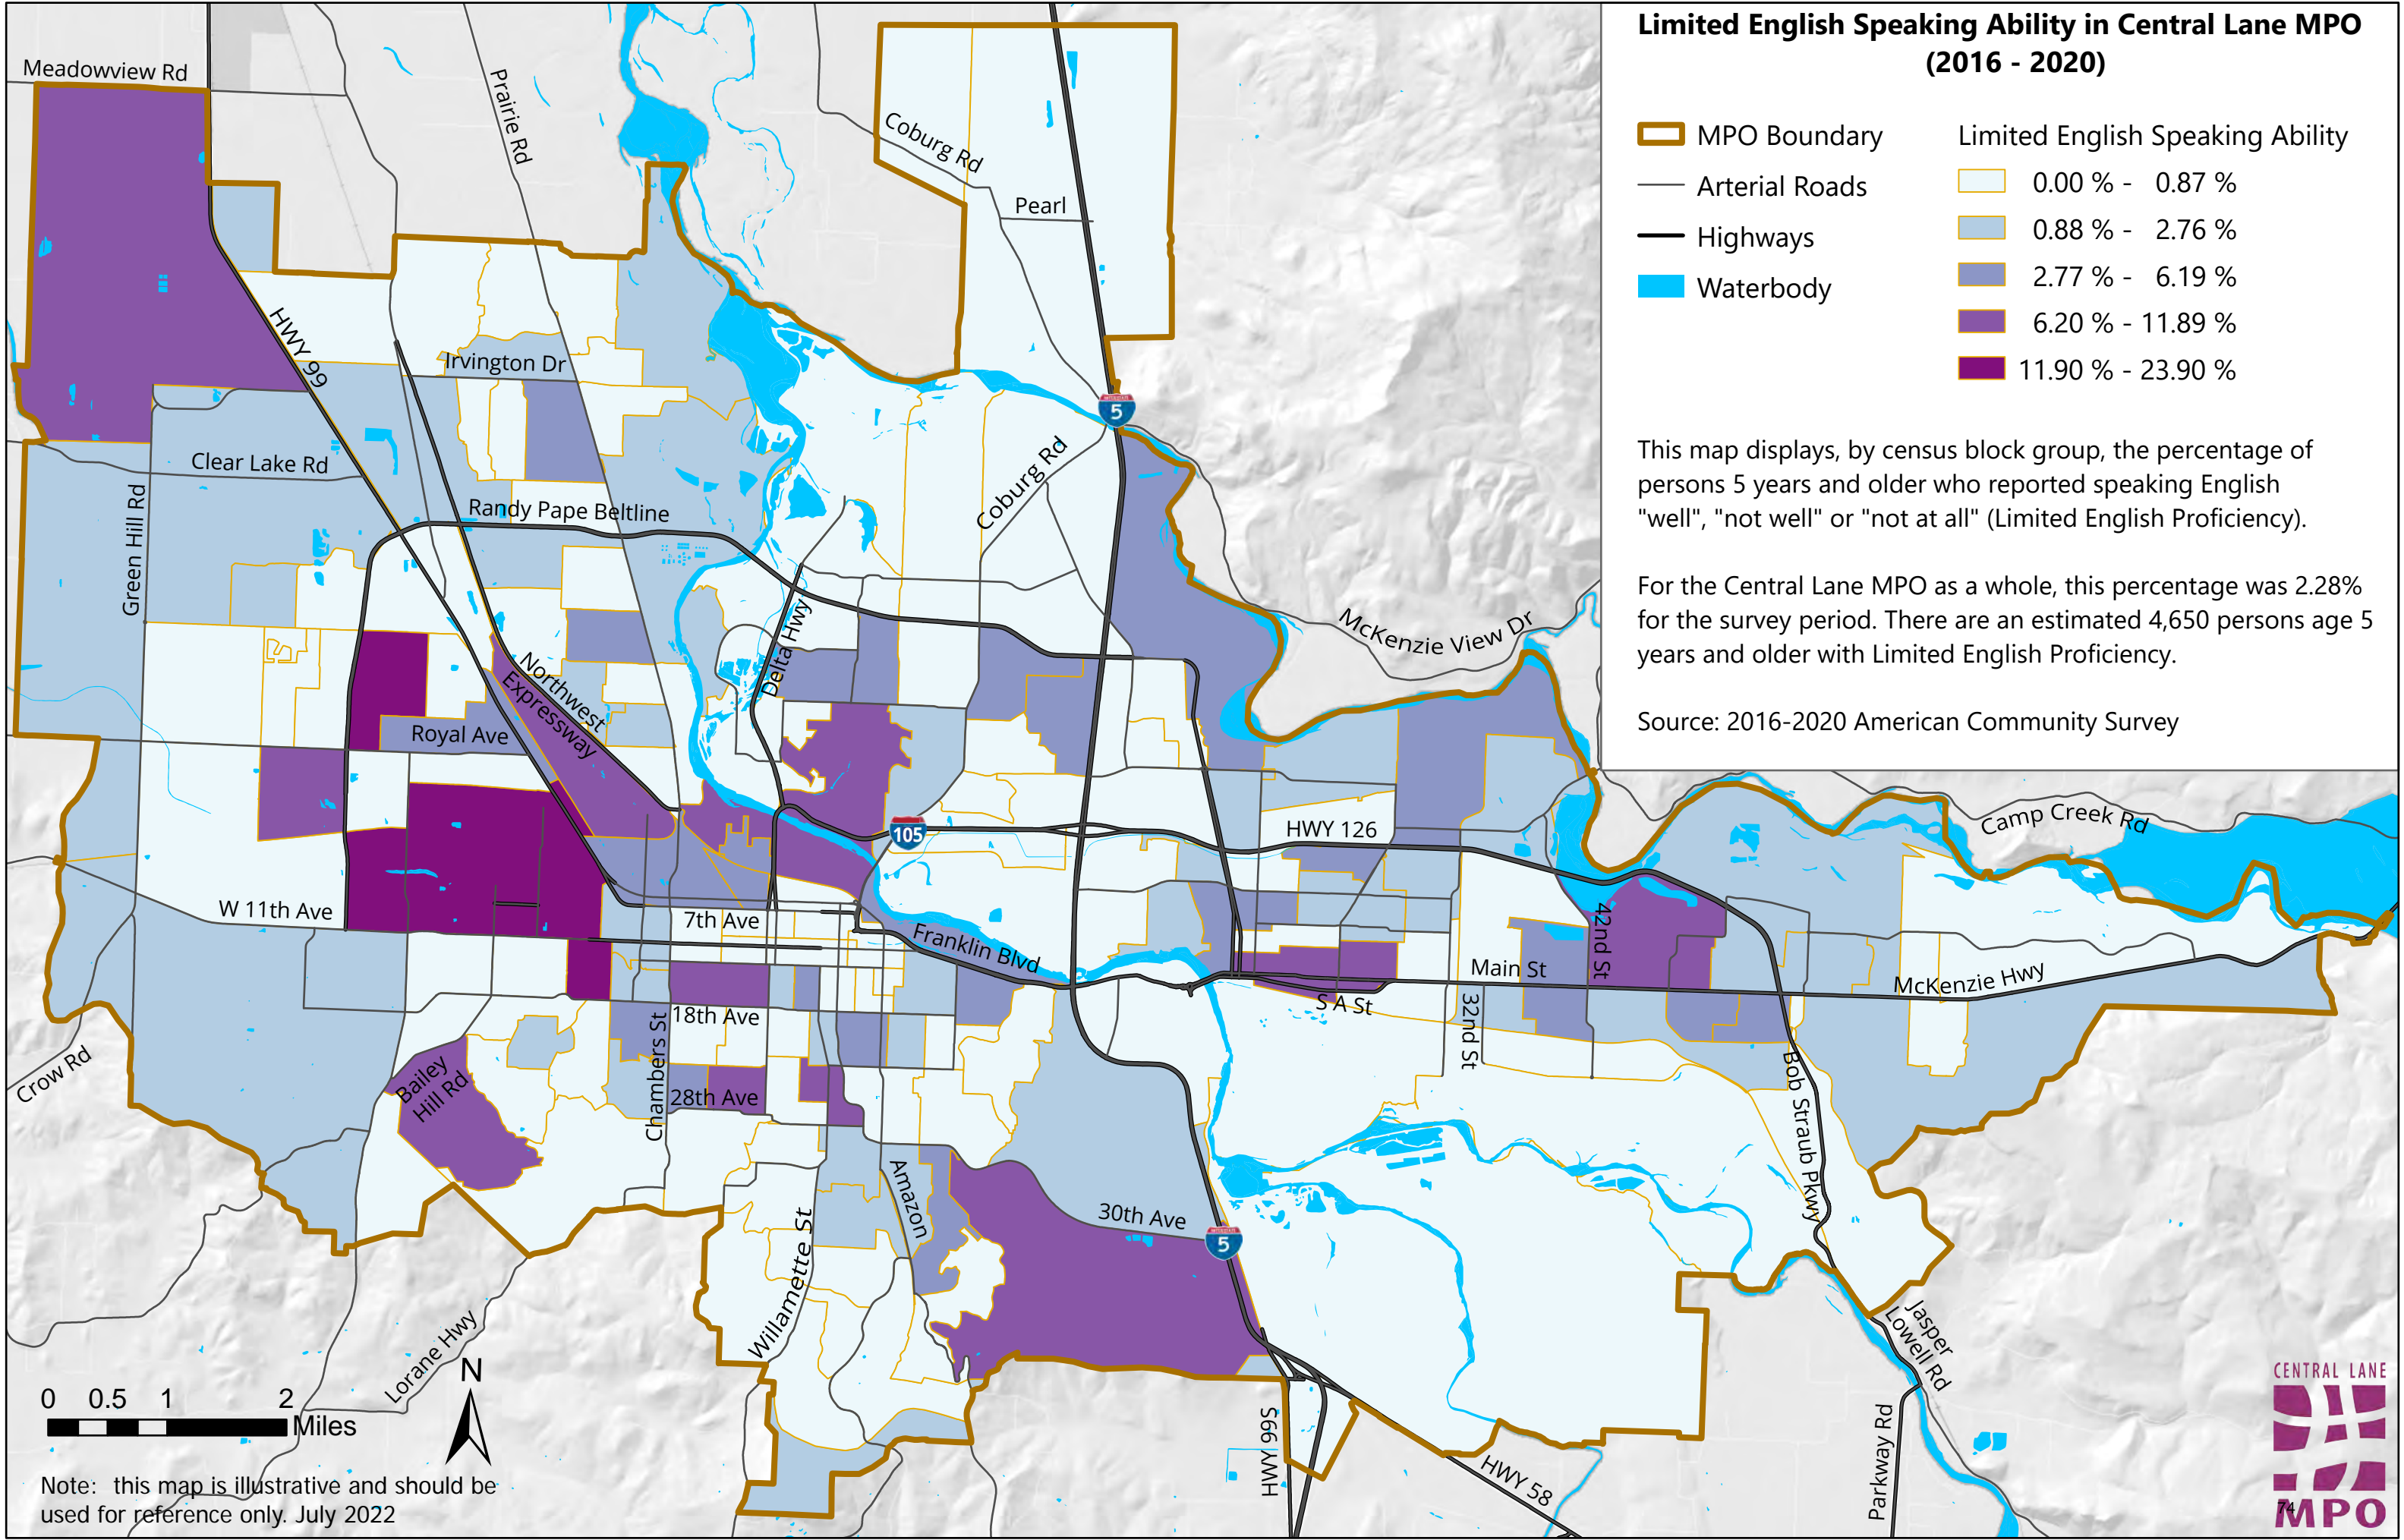 Limited English Speaking Ability in Central Lane MPO
(2016 - 2020)
MPO Boundary
Arterial Roads
Highways
Waterbody
Limited English Speaking Ability
0.00 % - 0.87 %
0.88 % - 2.76 %
2.77 % - 6.19 %
6.20 % - 11.89 %
11.90 % - 23.90 %
This map displays, by census block group, the percentage of
persons 5 years and older who reported speaking English
"well", "not well" or "not at all" (Limited English Proficiency).
For the Central Lane MPO as a whole, this percentage was 2.28%
for the survey period. There are an estimated 4,650 persons age 5
years and older with Limited English Proficiency.
Source: 2016-2020 American Community Survey
Meadowview Rd
Prairie Rd
Coburg Rd
Pearl
HWY 99
Irvington Dr
INTERSTATE
5
Clear Lake Rd
Green Hill Rd
Randy Pape Beltline
Coburg Rd
Delta Hwy
McKenzie View Dr
Northwest
Expressway
Royal Ave
INTERSTATE
105
HWY 126
Camp Creek Rd
W 11th Ave
7th Ave
Franklin Blvd
42nd St
Main St
McKenzie Hwy
S A St
32nd St
18th Ave
Chambers St
Crow Rd
Bailey
Hill Rd
28th Ave
Bob Straub Pkwy
Amazon
30th Ave
Willamette St
INTERSTATE
5
Lorane Hwy
Jasper
Lowell Rd
HWY 99S
HWY 58
Parkway Rd
0 0.5 1 2
Miles
N
Note: this map is illustrative and should be
used for reference only. July 2022
CENTRAL LANE
74
MPO